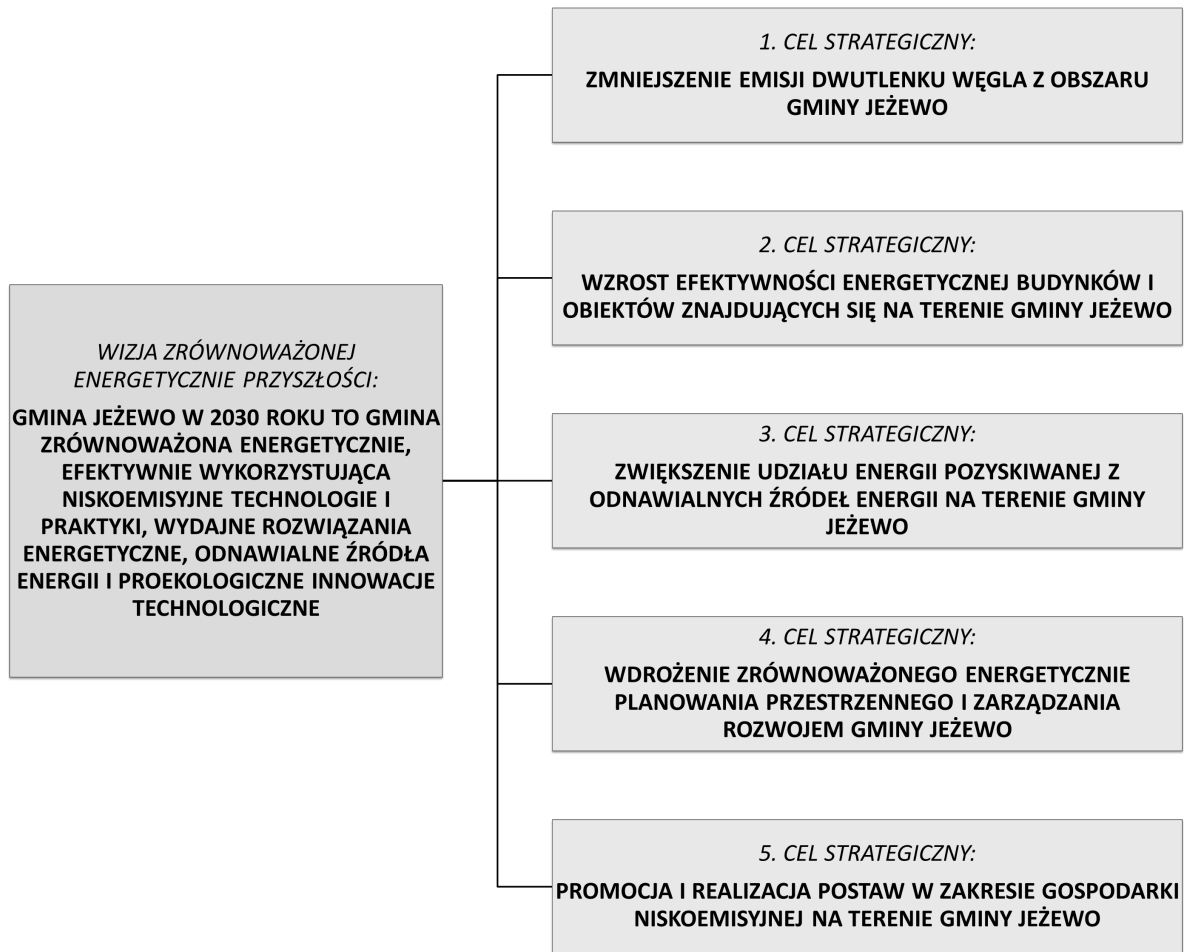 1. CEL STRATEGICZNY:
ZMNIEJSZENIE EMISJI DWUTLENKU WĘGLA Z OBSZARU
GMINY JEŻEWO
2. CEL STRATEGICZNY:
WZROST EFEKTYWNOŚCI ENERGETYCZNEJ BUDYNKÓW I
OBIEKTÓW ZNAJDUJĄCYCH SIĘ NA TERENIE GMINY JEŻEWO
WIZJA ZRÓWNOWAŻONEJ
ENERGETYCZNIE PRZYSZŁOŚCI:
GMINA JEŻEWO W 2030 ROKU TO GMINA
ZRÓWNOWAŻONA ENERGETYCZNIE,
EFEKTYWNIE WYKORZYSTUJĄCA
NISKOEMISYJNE TECHNOLOGIE I
PRAKTYKI, WYDAJNE ROZWIĄZANIA
ENERGETYCZNE, ODNAWIALNE ŹRÓDŁA
ENERGII I PROEKOLOGICZNE INNOWACJE
TECHNOLOGICZNE
3. CEL STRATEGICZNY:
ZWIĘKSZENIE UDZIAŁU ENERGII POZYSKIWANEJ Z
ODNAWIALNYCH ŹRÓDEŁ ENERGII NA TERENIE GMINY
JEŻEWO
4. CEL STRATEGICZNY:
WDROŻENIE ZRÓWNOWAŻONEGO ENERGETYCZNIE
PLANOWANIA PRZESTRZENNEGO I ZARZĄDZANIA
ROZWOJEM GMINY JEŻEWO
5. CEL STRATEGICZNY:
PROMOCJA I REALIZACJA POSTAW W ZAKRESIE GOSPODARKI
NISKOEMISYJNEJ NA TERENIE GMINY JEŻEWO